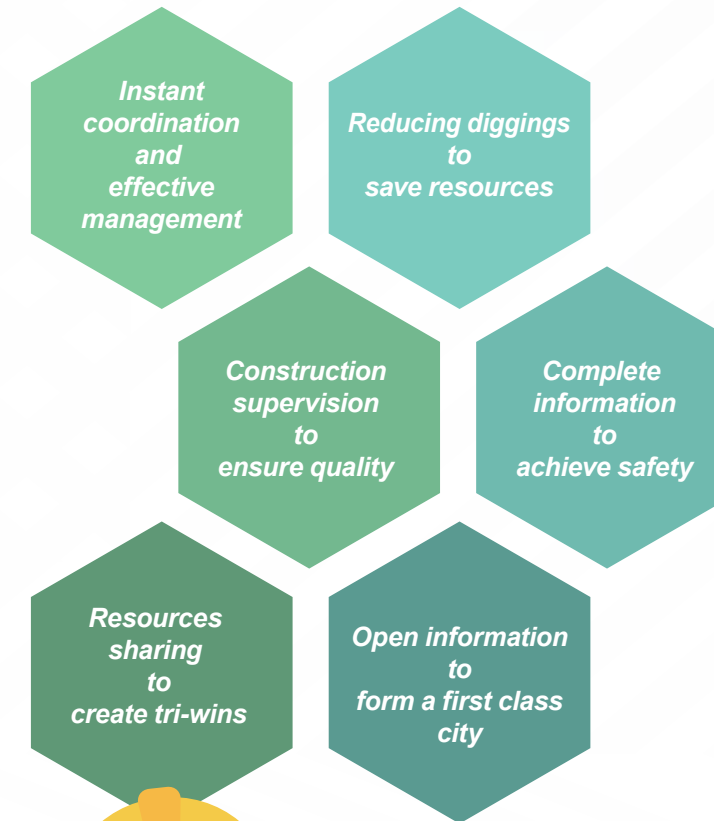 Instant
coordination
and
effective
management
Reducing diggings
to
save resources
Construction
supervision
to
ensure quality
Complete
information
to
achieve safety
Resources
sharing
to
create tri-wins
Open information
to
form a first class
city